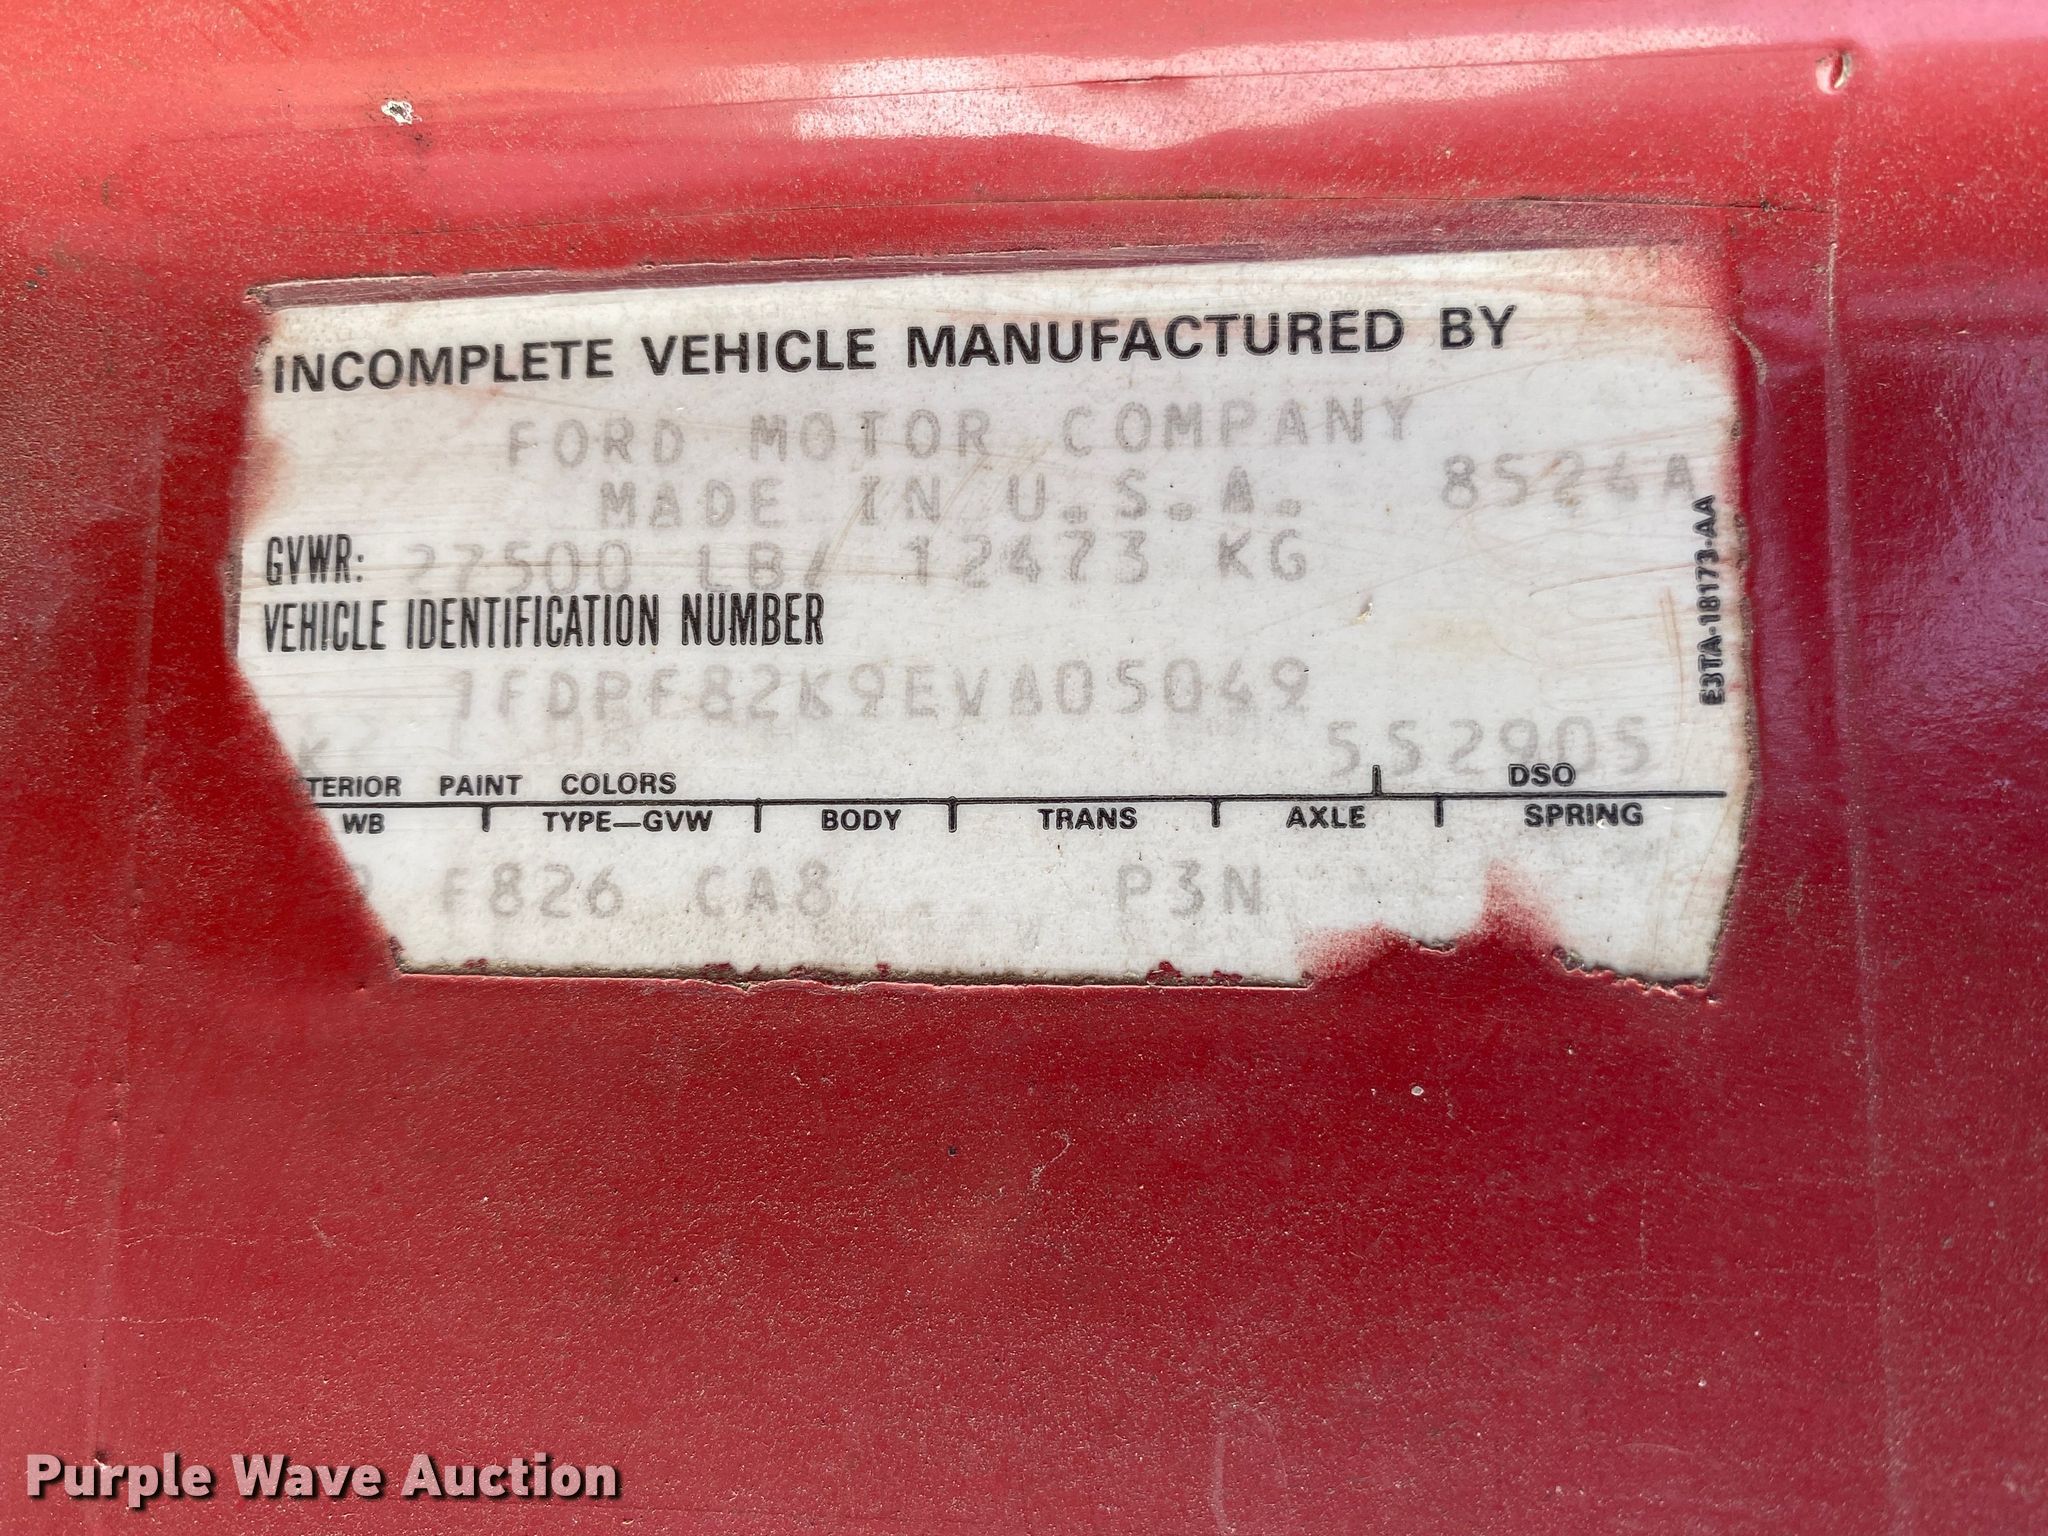 INCOMPLETE VEHICLE MANUFACTURED BY
FORD MOTOR COMPANY
MADE IN U.S.A. 8524A
GVWR: 27500 LB/ 12473 KG
VEHICLE IDENTIFICATION NUMBER
1FDPF82K9EVA05049
552905
TERIOR PAINT COLORS DSO
WB TYPE—GVW BODY TRANS AXLE SPRING
F826 CA8 P3N
E3TA-18173-AA
Purple Wave Auction